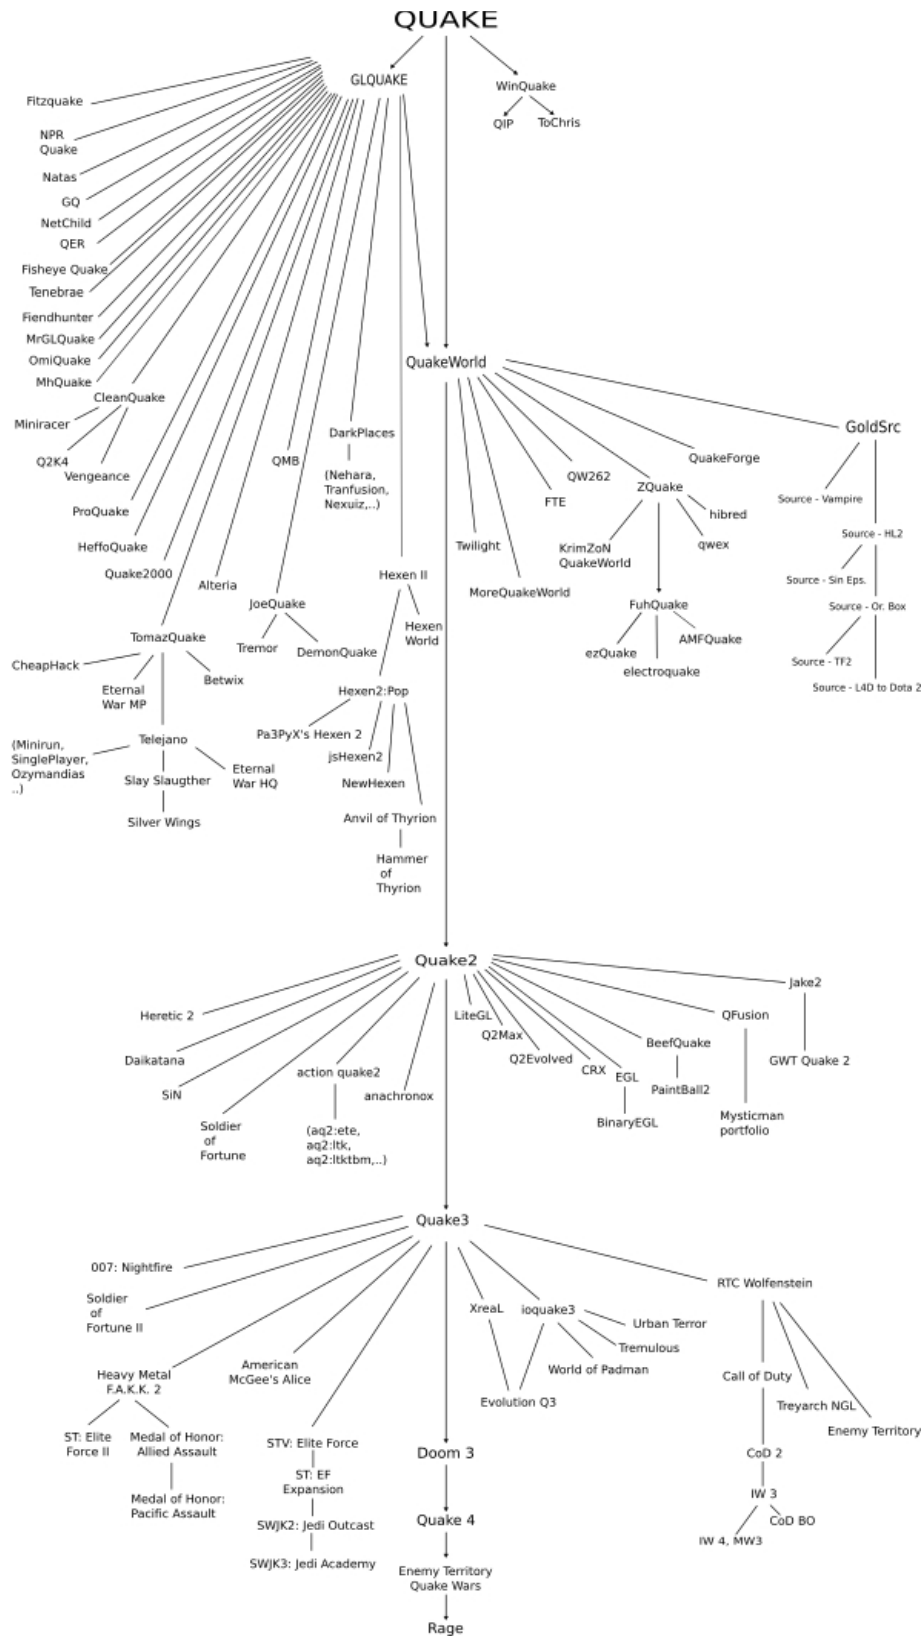 QUAKE
GLQUAKE
WinQuake
QIP
ToChris
Fitzquake
NPR
Quake
Natas
GQ
NetChild
QER
Fisheye Quake
Tenebrae
Fiendhunter
MrGLQuake
OmiQuake
MhQuake
CleanQuake
Miniracer
Q2K4
Vengeance
ProQuake
HeffoQuake
Quake2000
Alteria
QMB
DarkPlaces
(Nehara,
Tranfusion,
Nexuiz,..)
JoeQuake
Tremor
DemonQuake
TomazQuake
CheapHack
Eternal
War MP
Betwix
Telejano
(Minirun,
SinglePlayer,
Ozymandias
..)
Slay Slaugther
Eternal
War HQ
Silver Wings
Hexen II
Hexen
World
Hexen2:Pop
Pa3PyX's Hexen 2
jsHexen2
NewHexen
Anvil of Thyrion
Hammer
of
Thyrion
QuakeWorld
Twilight
MoreQuakeWorld
FTE
QW262
ZQuake
QuakeForge
hibred
qwex
KrimZoN
QuakeWorld
FuhQuake
ezQuake
electroquake
AMFQuake
GoldSrc
Source - Vampire
Source - HL2
Source - Sin Eps.
Source - Or. Box
Source - TF2
Source - L4D to Dota 2
Quake2
Heretic 2
Daikatana
SiN
Soldier
of
Fortune
action quake2
(aq2:ete,
aq2:ltk,
aq2:ltktbm,..)
anachronox
LiteGL
Q2Max
Q2Evolved
CRX
EGL
BinaryEGL
BeefQuake
PaintBall2
QFusion
Mysticman
portfolio
Jake2
GWT Quake 2
Quake3
007: Nightfire
Soldier
of
Fortune II
Heavy Metal
F.A.K.K. 2
ST: Elite
Force II
Medal of Honor:
Allied Assault
Medal of Honor:
Pacific Assault
American
McGee's Alice
STV: Elite Force
ST: EF
Expansion
SWJK2: Jedi Outcast
SWJK3: Jedi Academy
XreaL
ioquake3
Urban Terror
Tremulous
World of Padman
Evolution Q3
RTC Wolfenstein
Call of Duty
Treyarch NGL
Enemy Territory
CoD 2
IW 3
CoD BO
IW 4, MW3
Doom 3
Quake 4
Enemy Territory
Quake Wars
Rage